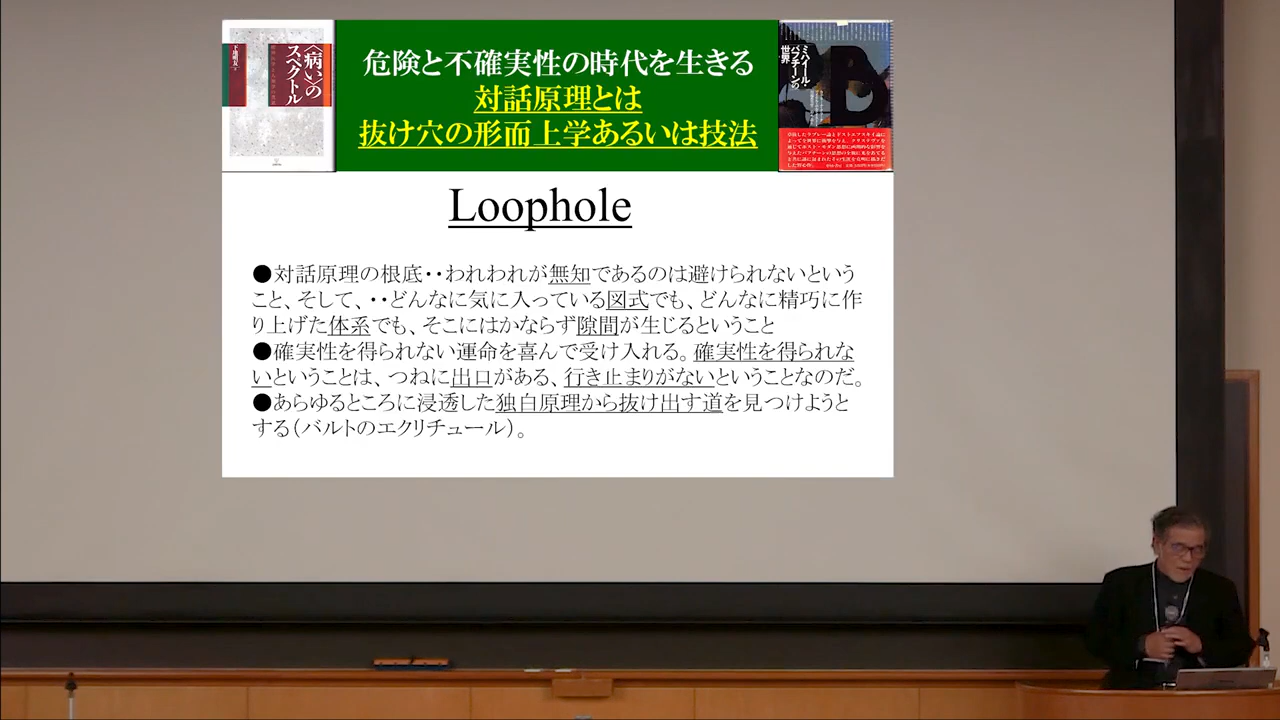 〈病い〉の
スペクトル
下地明友
危険と不確実性の時代を生きる
対話原理とは
抜け穴の形而上学あるいは技法
ミハイール・
バフチーンの
世界
Loophole
●対話原理の根底・・われわれが無知であるのは避けられないという
こと、そして、・・どんなに気に入っている図式でも、どんなに精巧に作
り上げた体系でも、そこにはかならず隙間が生じるということ
●確実性を得られない運命を喜んで受け入れる。確実性を得られな
いということは、つねに出口がある、行き止まりがないということなのだ。
●あらゆるところに浸透した独白原理から抜け出す道を見つけようと
する（バルトのエクリチュール）。